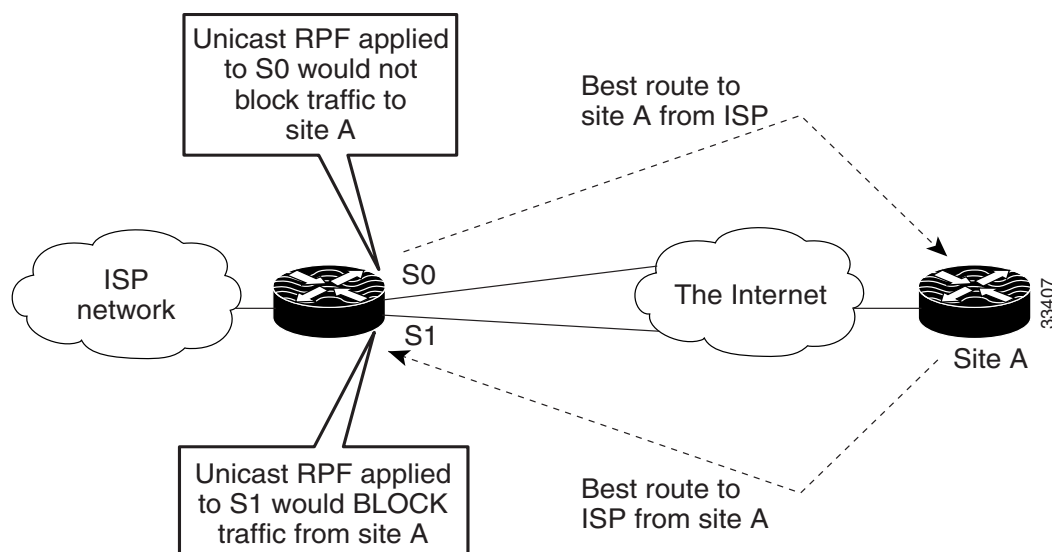 Unicast RPF applied
to S0 would not
block traffic to
site A
Best route to
site A from ISP
ISP
network
S0
S1
The Internet
Site A
33407
Unicast RPF applied
to S1 would BLOCK
traffic from site A
Best route to
ISP from site A